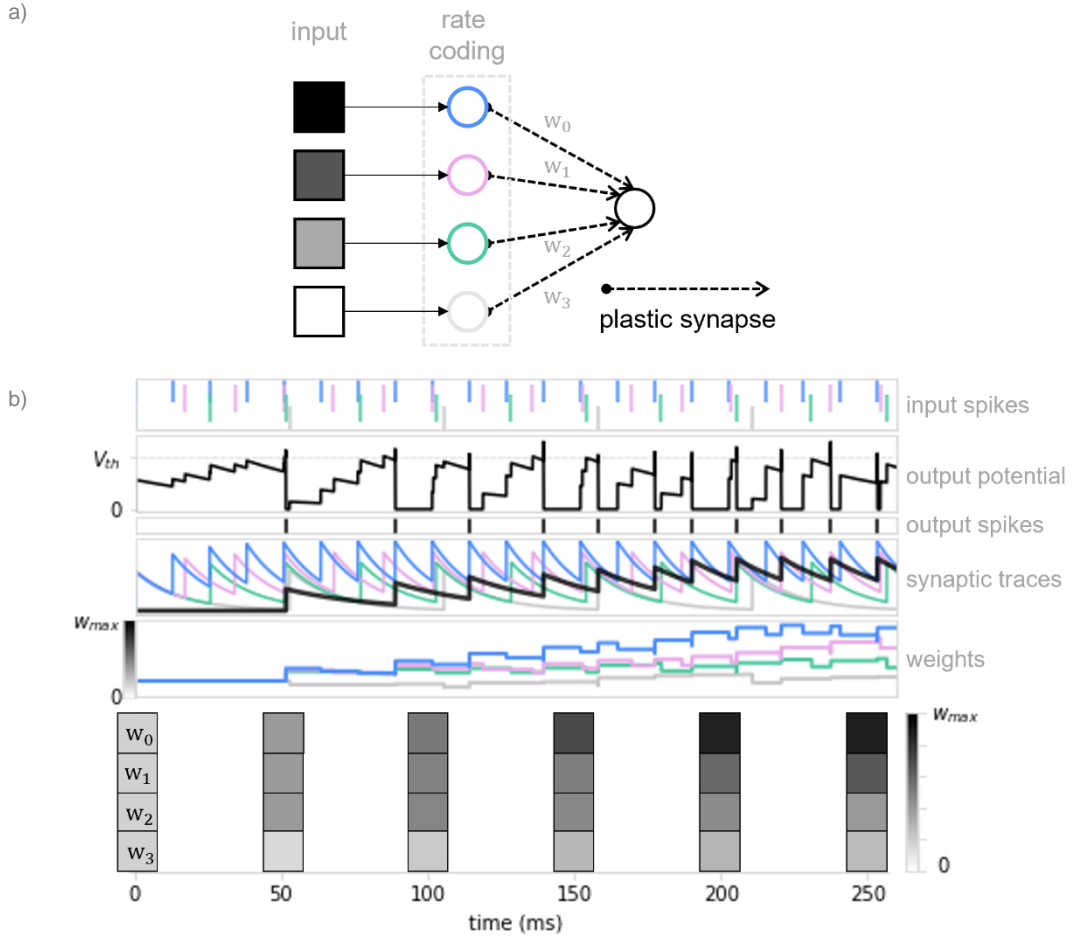 a)
input
rate
coding
w0
w1
w2
w3
plastic synapse
b)
input spikes
Vth
output potential
0
output spikes
synaptic traces
wmax
weights
0
w0
w1
w2
w3
wmax
0
0 50 100 150 200 250
time (ms)